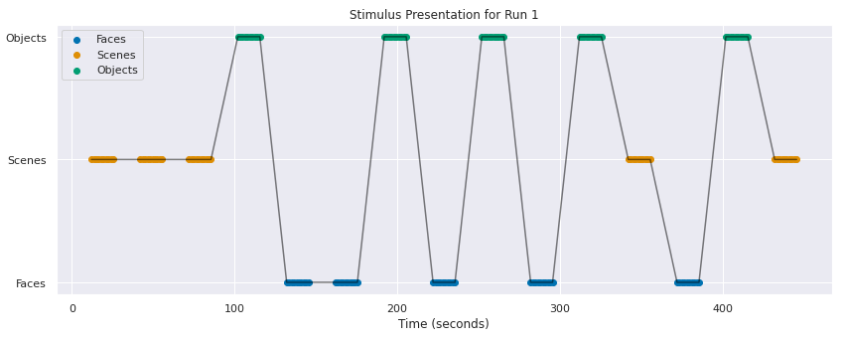 Stimulus Presentation for Run 1
Objects
Scenes
Faces
Faces
Scenes
Objects
0
100
200
300
400
Time (seconds)